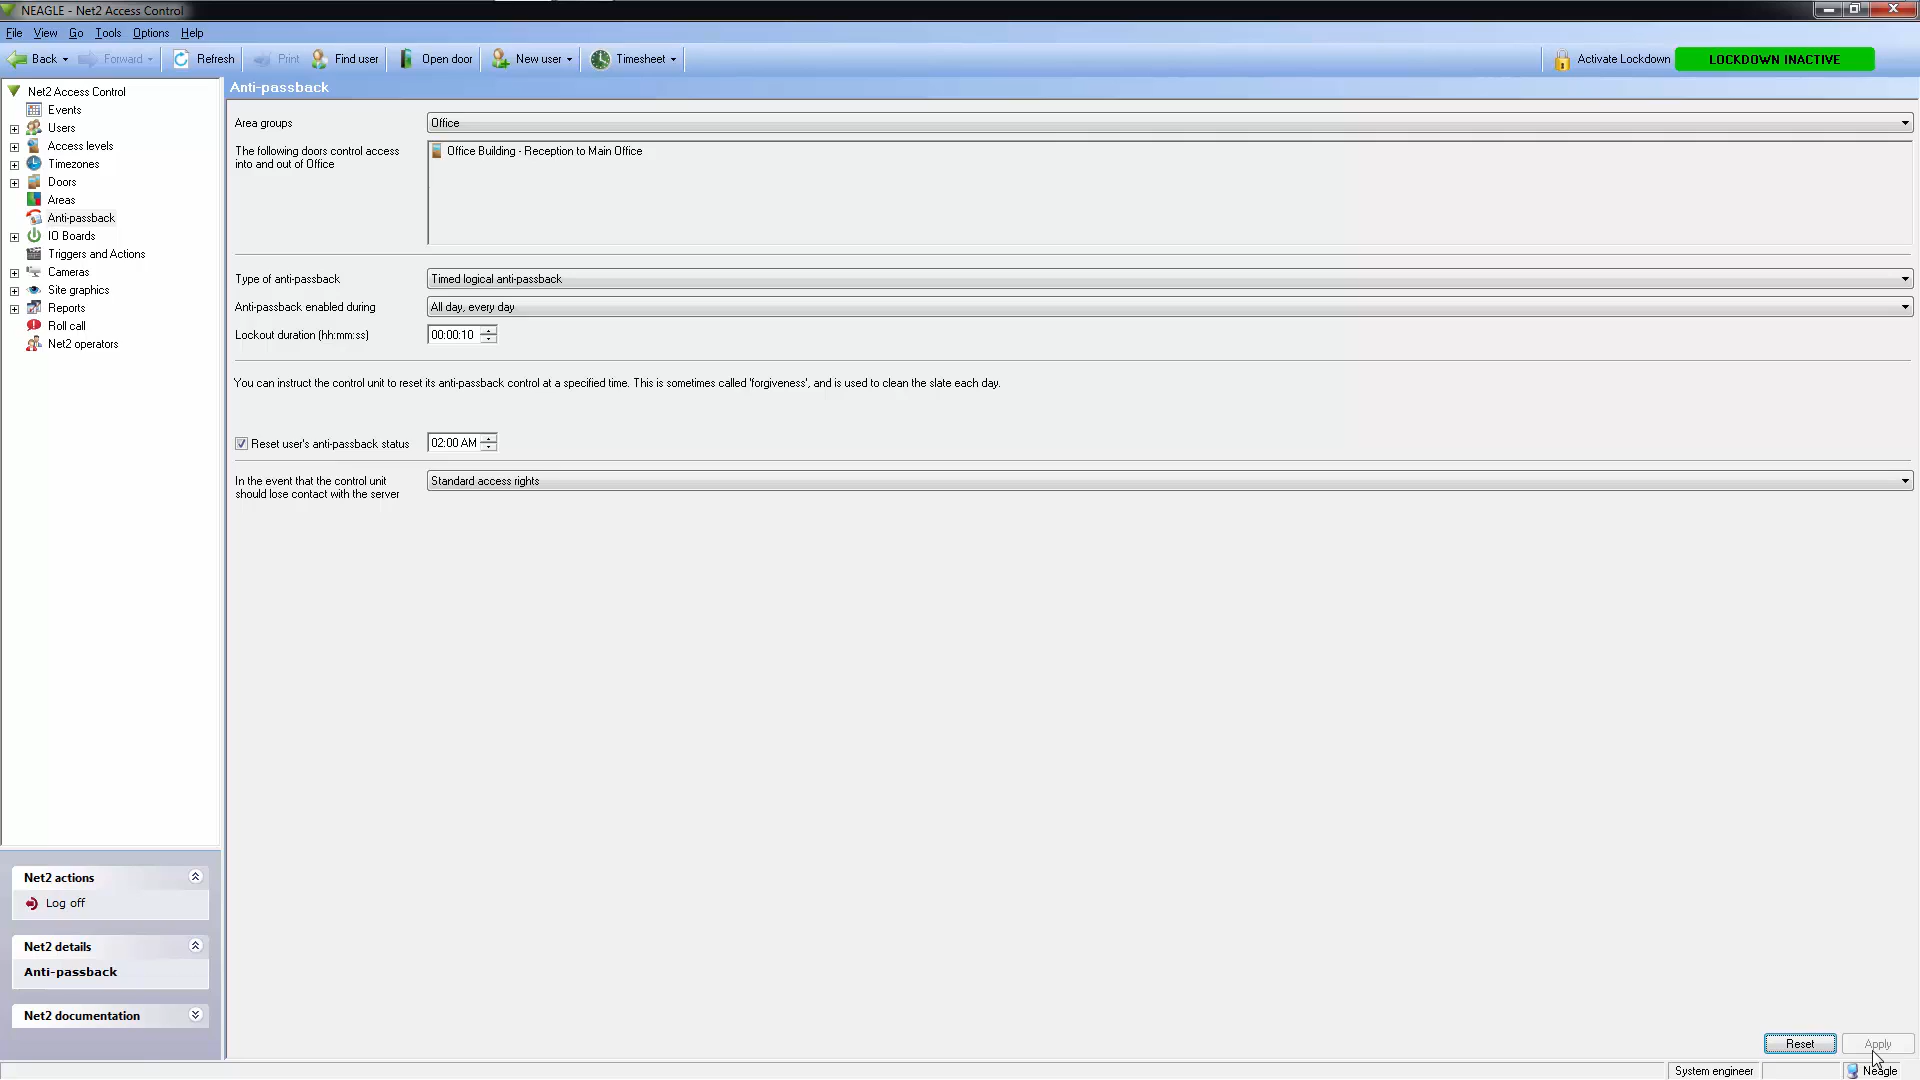 NEAGLE - Net2 Access Control
File View Go Tools Options Help
Back Forward Refresh Print Find user Open door New user Timesheet Activate Lockdown LOCKDOWN INACTIVE
Net2 Access Control
Events
Users
Access levels
Timezones
Doors
Areas
Anti-passback
IO Boards
Triggers and Actions
Cameras
Site graphics
Reports
Roll call
Net2 operators
Net2 actions
Log off
Net2 details
Anti-passback
Net2 documentation
Anti-passback
Area groups Office
The following doors control access
into and out of Office
Office Building - Reception to Main Office
Type of anti-passback Timed logical anti-passback
Anti-passback enabled during All day, every day
Lockout duration (hh:mm:ss) 00:00:10
You can instruct the control unit to reset its anti-passback control at a specified time. This is sometimes called 'forgiveness', and is used to clean the slate each day.
Reset user's anti-passback status 02:00 AM
In the event that the control unit
should lose contact with the server
Standard access rights
Reset Apply
System engineer Neagle